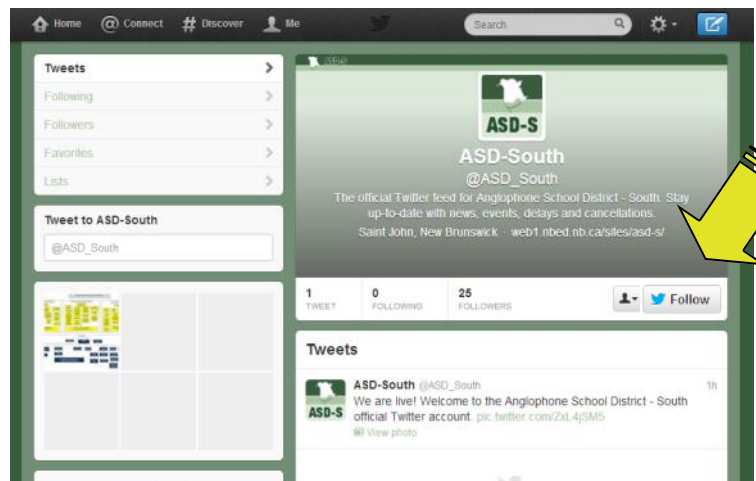 Home Connect Discover Me Search
Tweets
Following
Followers
Favorites
Lists
Tweet to ASD-South
@ASD_South
ASD-S
ASD-South
@ASD_South
The official Twitter feed for Anglophone School District - South. Stay
up-to-date with news, events, delays and cancellations.
Saint John, New Brunswick · web1.nbed.nb.ca/sites/asd-s/
1 0 25
TWEET FOLLOWING FOLLOWERS
Follow
Tweets
ASD-South @ASD_South 1h
We are live! Welcome to the Anglophone School District - South
official Twitter account. pic.twitter.com/ZxL4jSM5
ASD-S
View photo